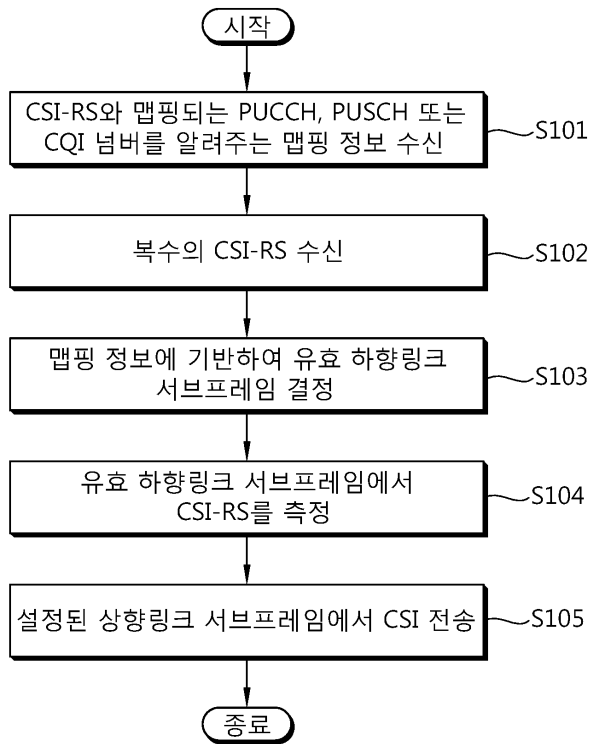 시작
CSI-RS와 맵핑되는 PUCCH, PUSCH 또는
CQI 넘버를 알려주는 맵핑 정보 수신
S101
복수의 CSI-RS 수신
S102
맵핑 정보에 기반하여 유효 하향링크
서브프레임 결정
S103
유효 하향링크 서브프레임에서
CSI-RS를 측정
S104
설정된 상향링크 서브프레임에서 CSI 전송
S105
종료